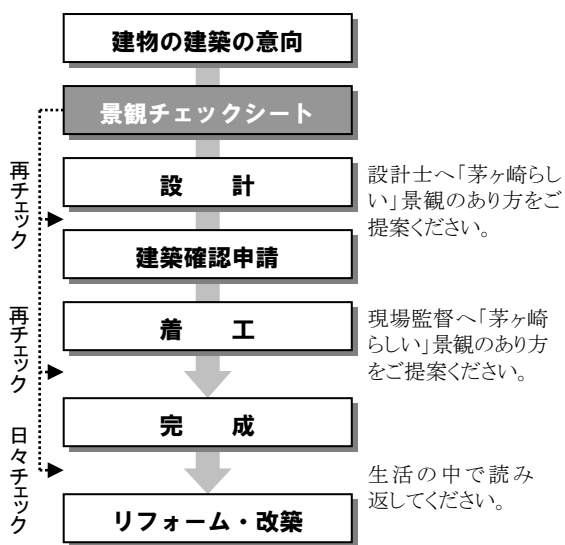 建物の建築の意向
景観チェックシート
再チェック
設　計
設計士へ「茅ヶ崎らし
い」景観のあり方をご
提案ください。
建築確認申請
再チェック
着　工
現場監督へ「茅ヶ崎
らしい」景観のあり方
をご提案ください。
完　成
日々チェック
生活の中で読み
返してください。
リフォーム・改築